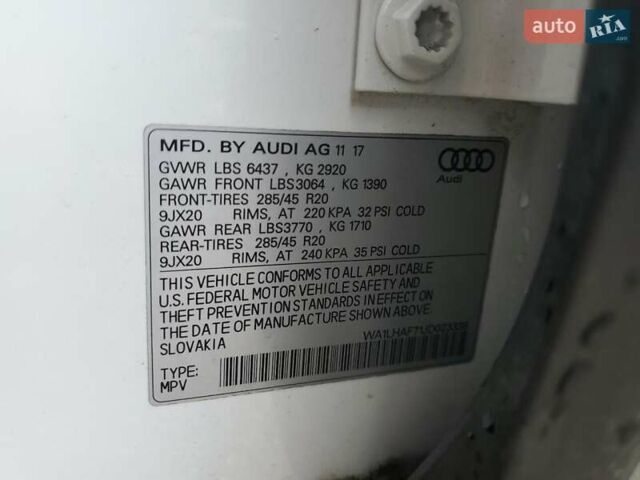 auto RIA
.com
MFD. BY AUDI AG 11 17
GVWR LBS 6437 , KG 2920
GAWR FRONT LBS3064 , KG 1390
FRONT-TIRES 285/45 R20
9JX20 RIMS, AT 220 KPA 32 PSI COLD
GAWR REAR LBS3770 , KG 1710
REAR-TIRES 285/45 R20
9JX20 RIMS, AT 240 KPA 35 PSI COLD
Audi
THIS VEHICLE CONFORMS TO ALL APPLICABLE
U.S. FEDERAL MOTOR VEHICLE SAFETY AND
THEFT PREVENTION STANDARDS IN EFFECT ON
THE DATE OF MANUFACTURE SHOWN ABOVE.
SLOVAKIA
TYPE:
MPV